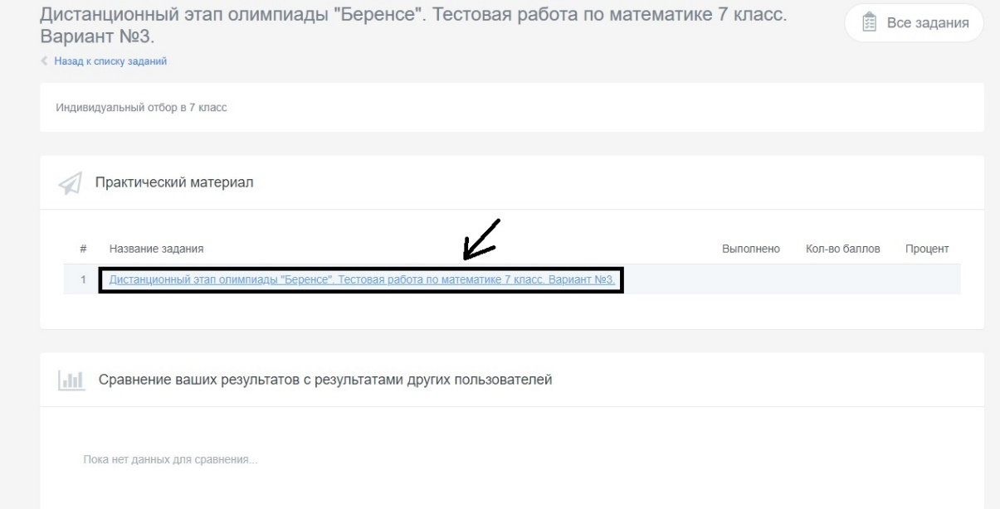 Дистанционный этап олимпиады "Беренсе". Тестовая работа по математике 7 класс.
Вариант №3.
Все задания
Назад к списку заданий
Индивидуальный отбор в 7 класс
Практический материал
# Название задания Выполнено Кол-во баллов Процент
1 Дистанционный этап олимпиады "Беренсе". Тестовая работа по математике 7 класс. Вариант №3.
Сравнение ваших результатов с результатами других пользователей
Пока нет данных для сравнения...